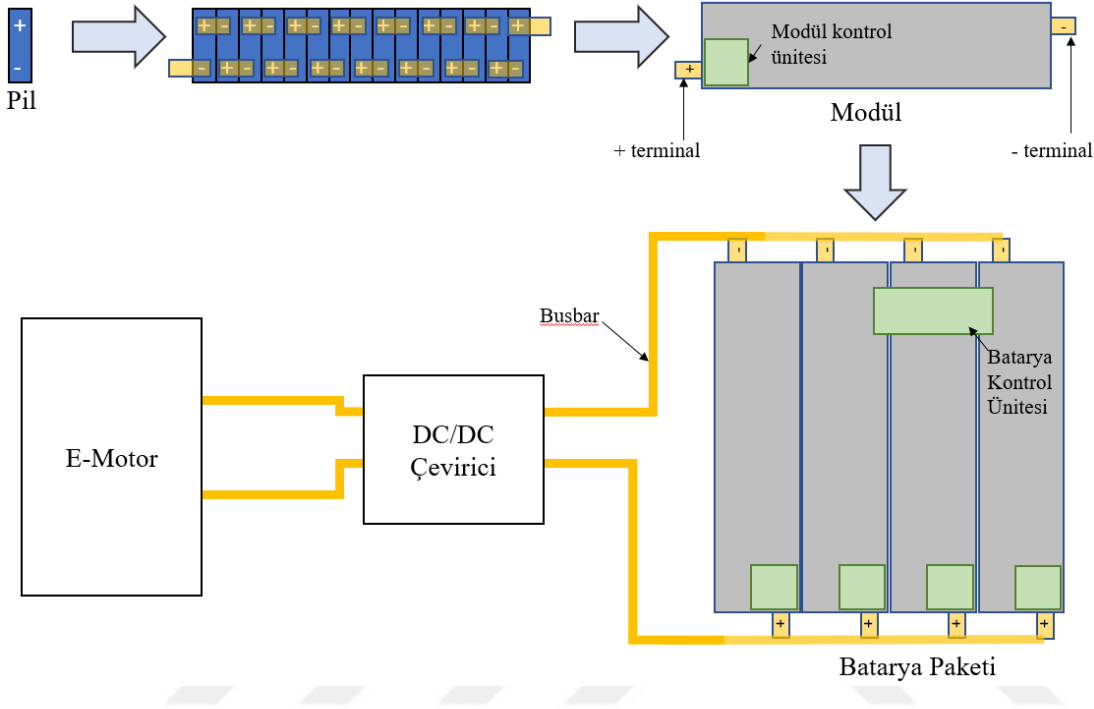 +
-
Pil
+ - + - + - + - + - + - + - +
- + - + - + - + - + - + - + -
Modül kontrol
ünitesi
-
+
Modül
+ terminal
- terminal
- - - -
Busbar
Batarya
Kontrol
Ünitesi
E-Motor
DC/DC
Çevirici
+ + + +
Batarya Paketi